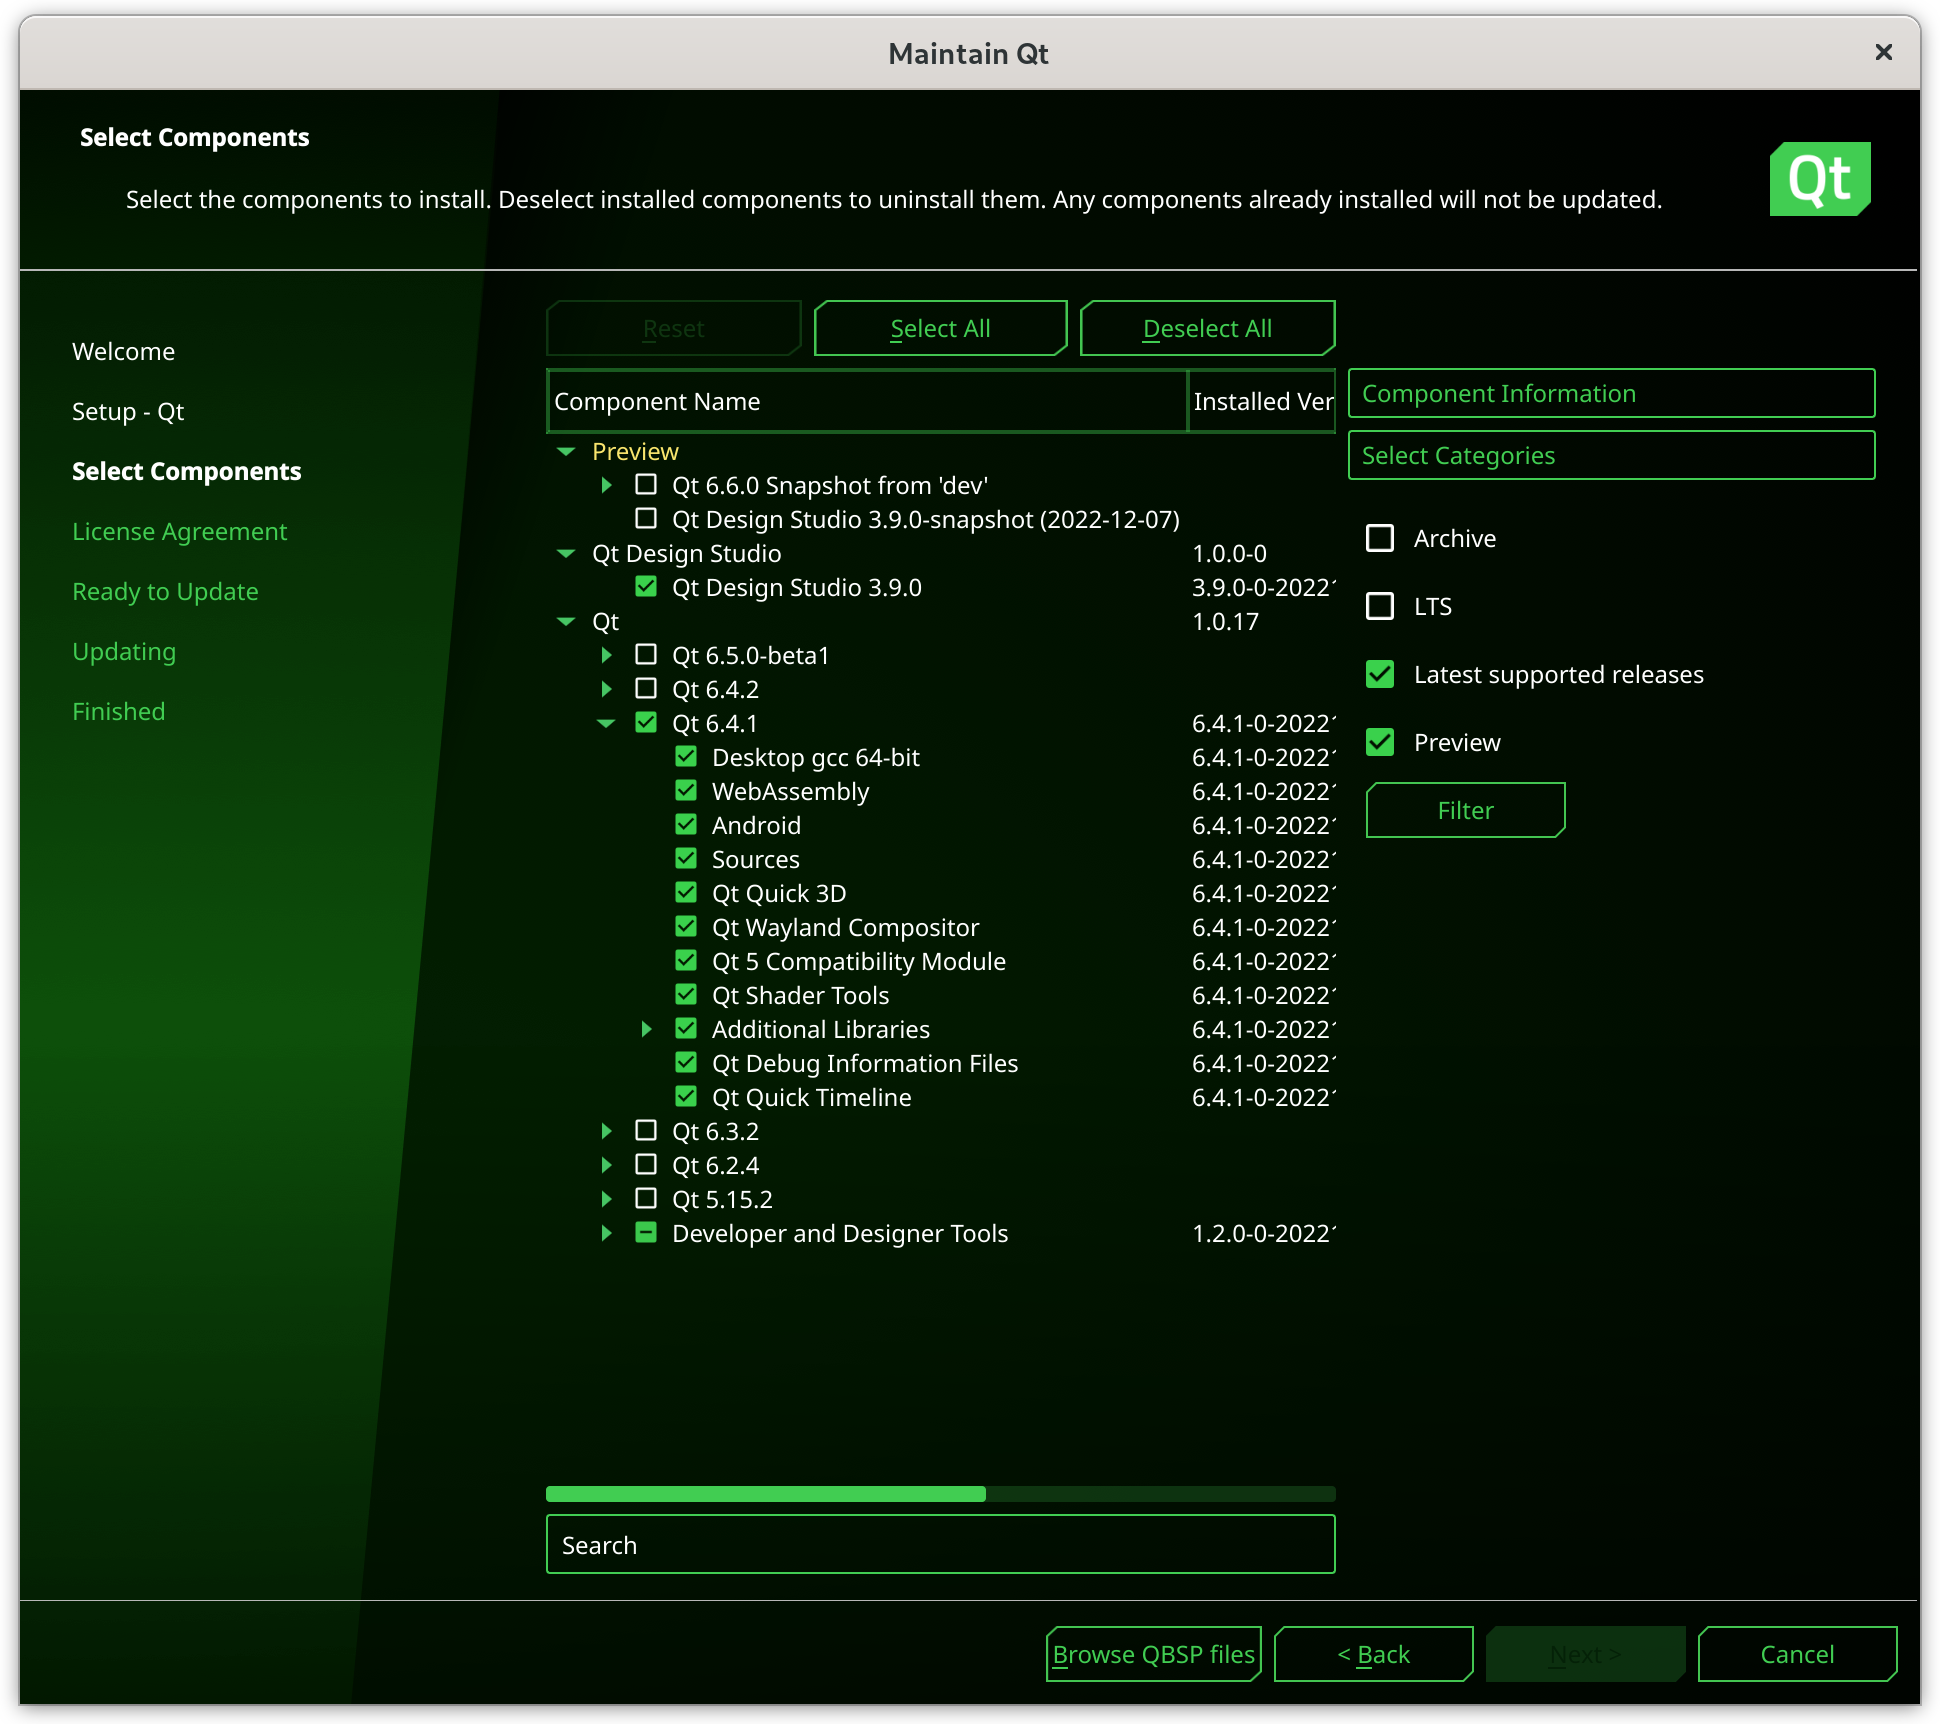 Maintain Qt
Select Components
Select the components to install. Deselect installed components to uninstall them. Any components already installed will not be updated.
Qt
Welcome
Setup - Qt
Select Components
License Agreement
Ready to Update
Updating
Finished
Reset
Select All
Deselect All
Component Name
Installed Ver
Preview
Qt 6.6.0 Snapshot from 'dev'
Qt Design Studio 3.9.0-snapshot (2022-12-07)
Qt Design Studio 1.0.0-0
Qt Design Studio 3.9.0 3.9.0-0-2022
Qt 1.0.17
Qt 6.5.0-beta1
Qt 6.4.2
Qt 6.4.1 6.4.1-0-2022
Desktop gcc 64-bit 6.4.1-0-2022
WebAssembly 6.4.1-0-2022
Android 6.4.1-0-2022
Sources 6.4.1-0-2022
Qt Quick 3D 6.4.1-0-2022
Qt Wayland Compositor 6.4.1-0-2022
Qt 5 Compatibility Module 6.4.1-0-2022
Qt Shader Tools 6.4.1-0-2022
Additional Libraries 6.4.1-0-2022
Qt Debug Information Files 6.4.1-0-2022
Qt Quick Timeline 6.4.1-0-2022
Qt 6.3.2
Qt 6.2.4
Qt 5.15.2
Developer and Designer Tools 1.2.0-0-2022
Search
Component Information
Select Categories
Archive
LTS
Latest supported releases
Preview
Filter
Browse QBSP files
< Back
Next >
Cancel